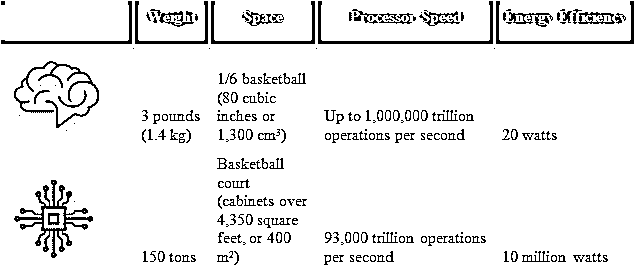 Weight
Space
Processor Speed
Energy Efficiency
3 pounds
(1.4 kg)
1/6 basketball
(80 cubic
inches or
1,300 cm³)
Up to 1,000,000 trillion
operations per second
20 watts
150 tons
Basketball
court
(cabinets over
4,350 square
feet, or 400
m²)
93,000 trillion operations
per second
10 million watts